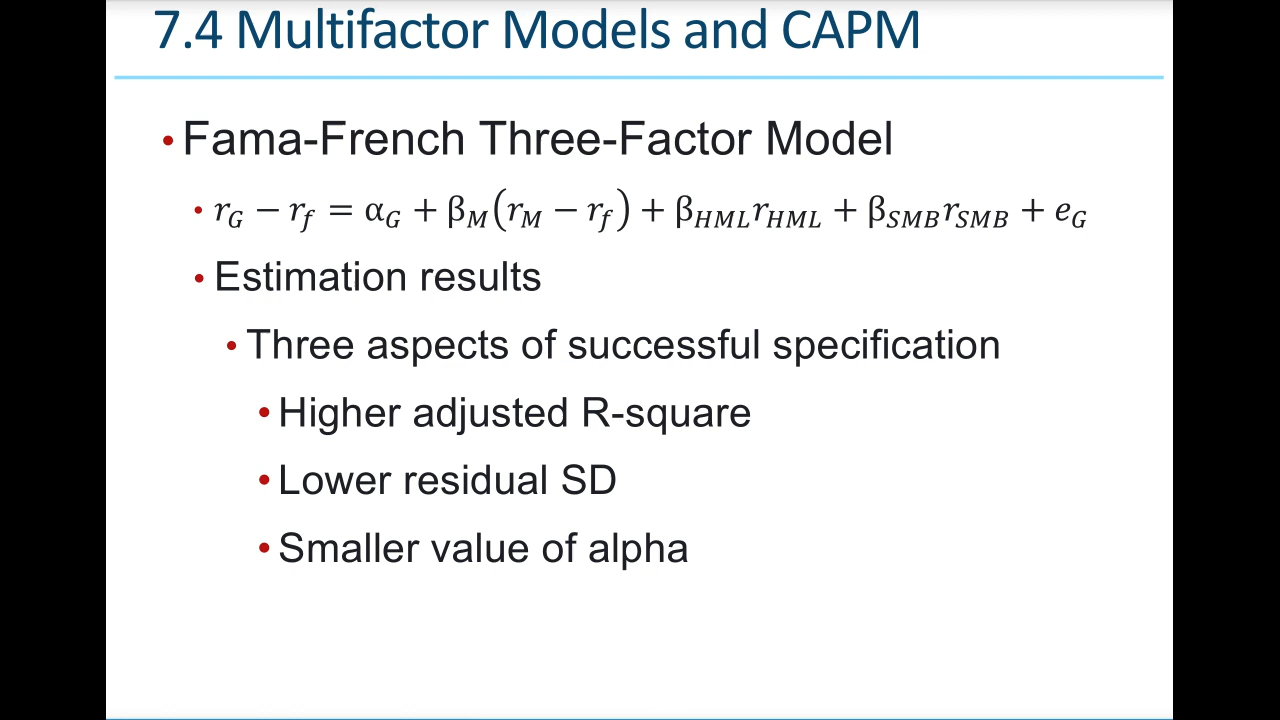 7.4 Multifactor Models and CAPM
• Fama-French Three-Factor Model
• r_G − r_f = α_G + β_M(r_M − r_f) + β_HML r_HML + β_SMB r_SMB + e_G
• Estimation results
• Three aspects of successful specification
• Higher adjusted R-square
• Lower residual SD
• Smaller value of alpha